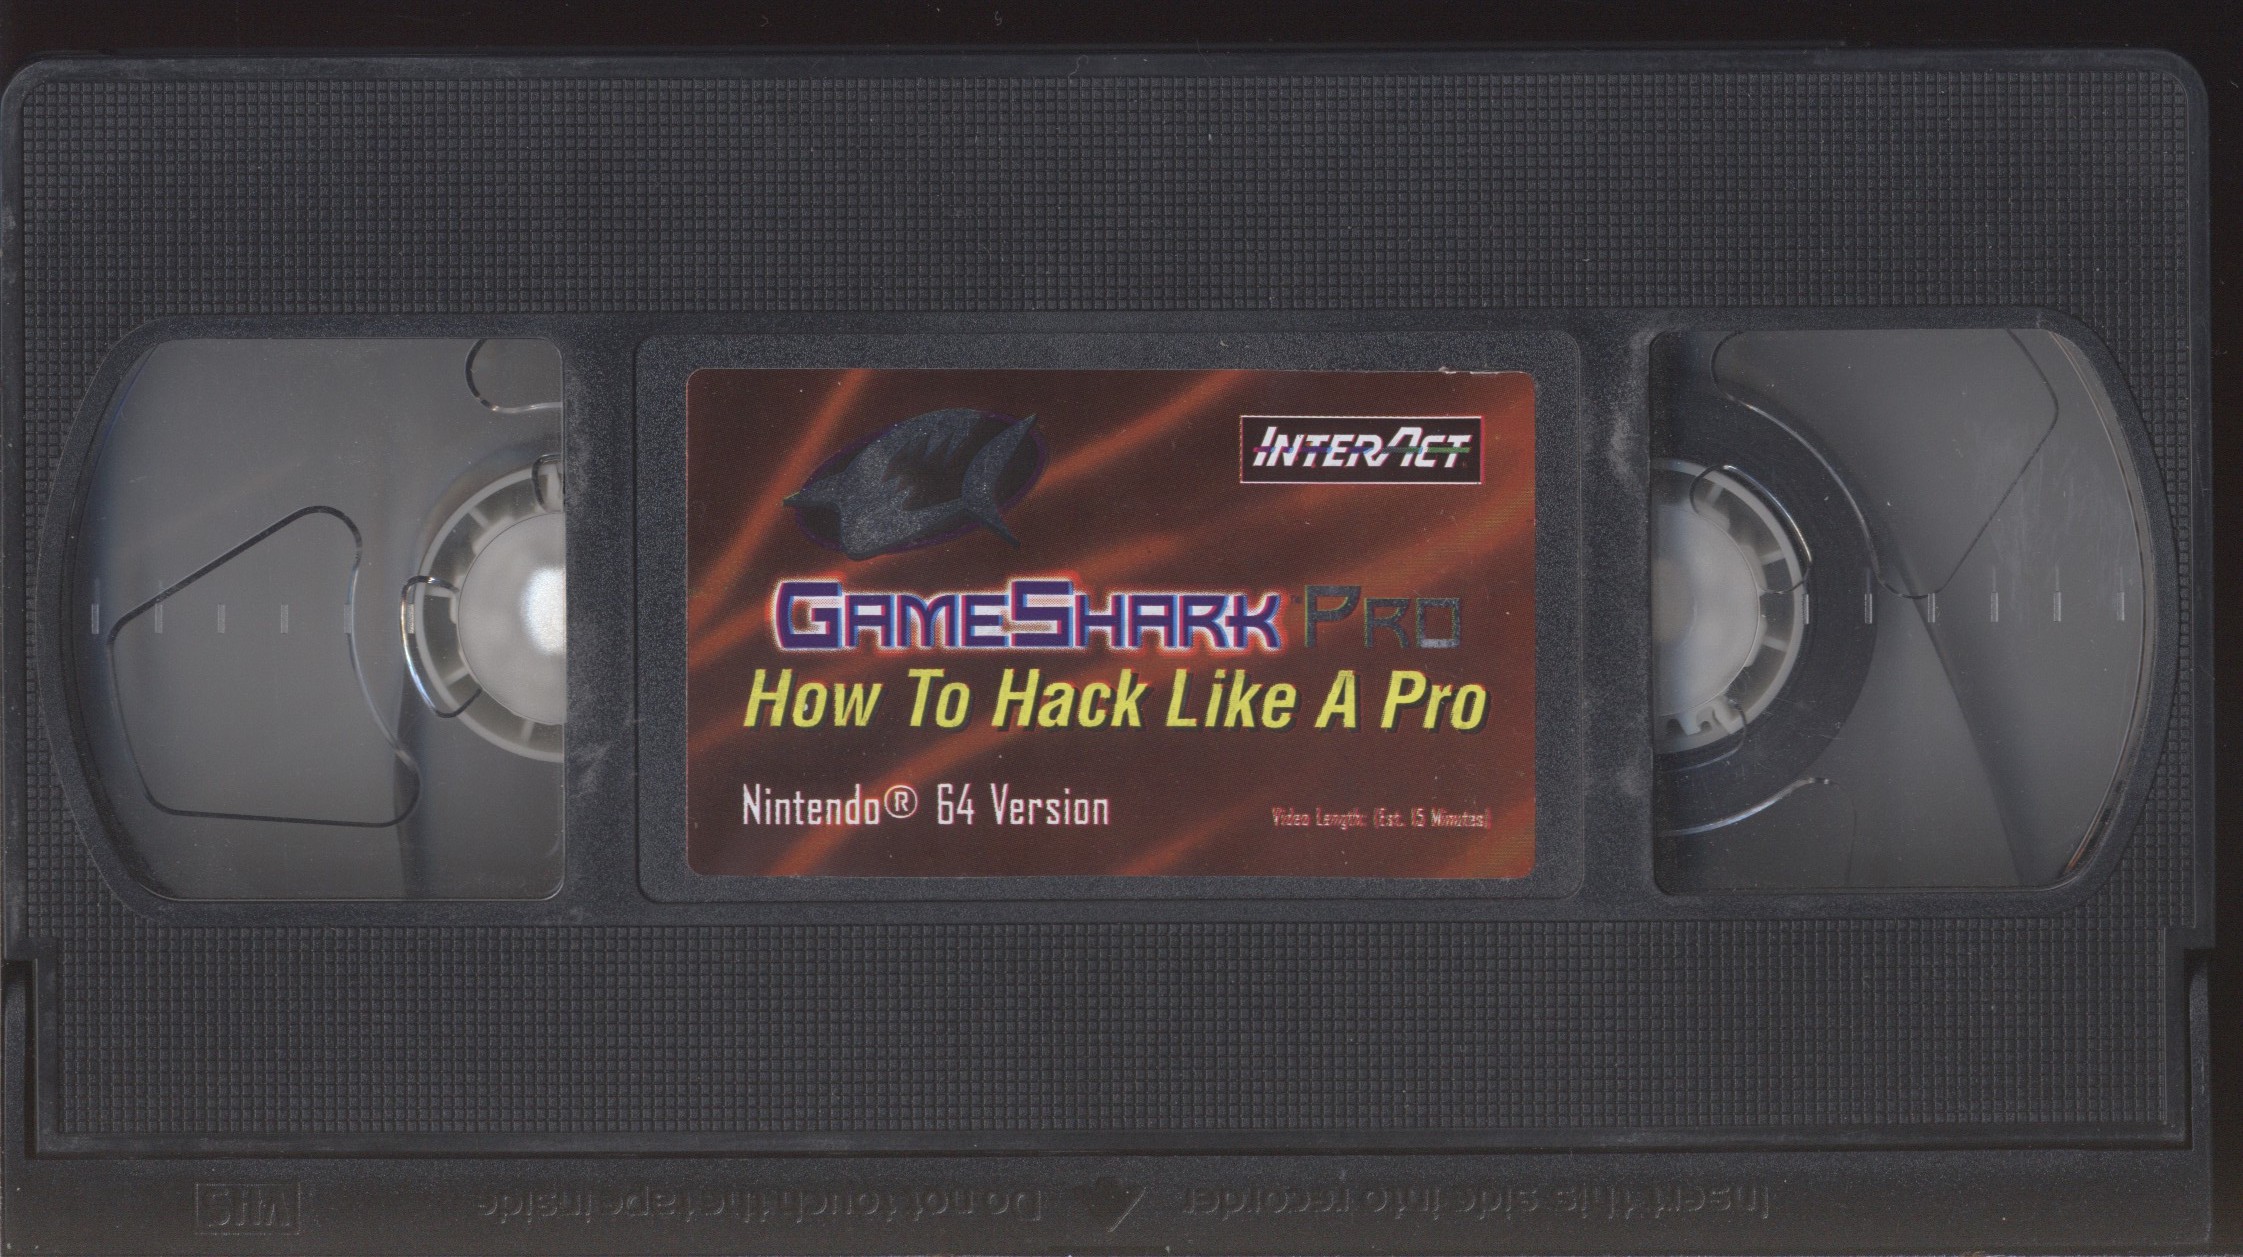 INTERACT
GAMESHARK™ PRO
How To Hack Like A Pro
Nintendo® 64 Version
Video Length: (Est. 15 Minutes)
Insert this side into recorder
Do not touch the tape inside
VHS